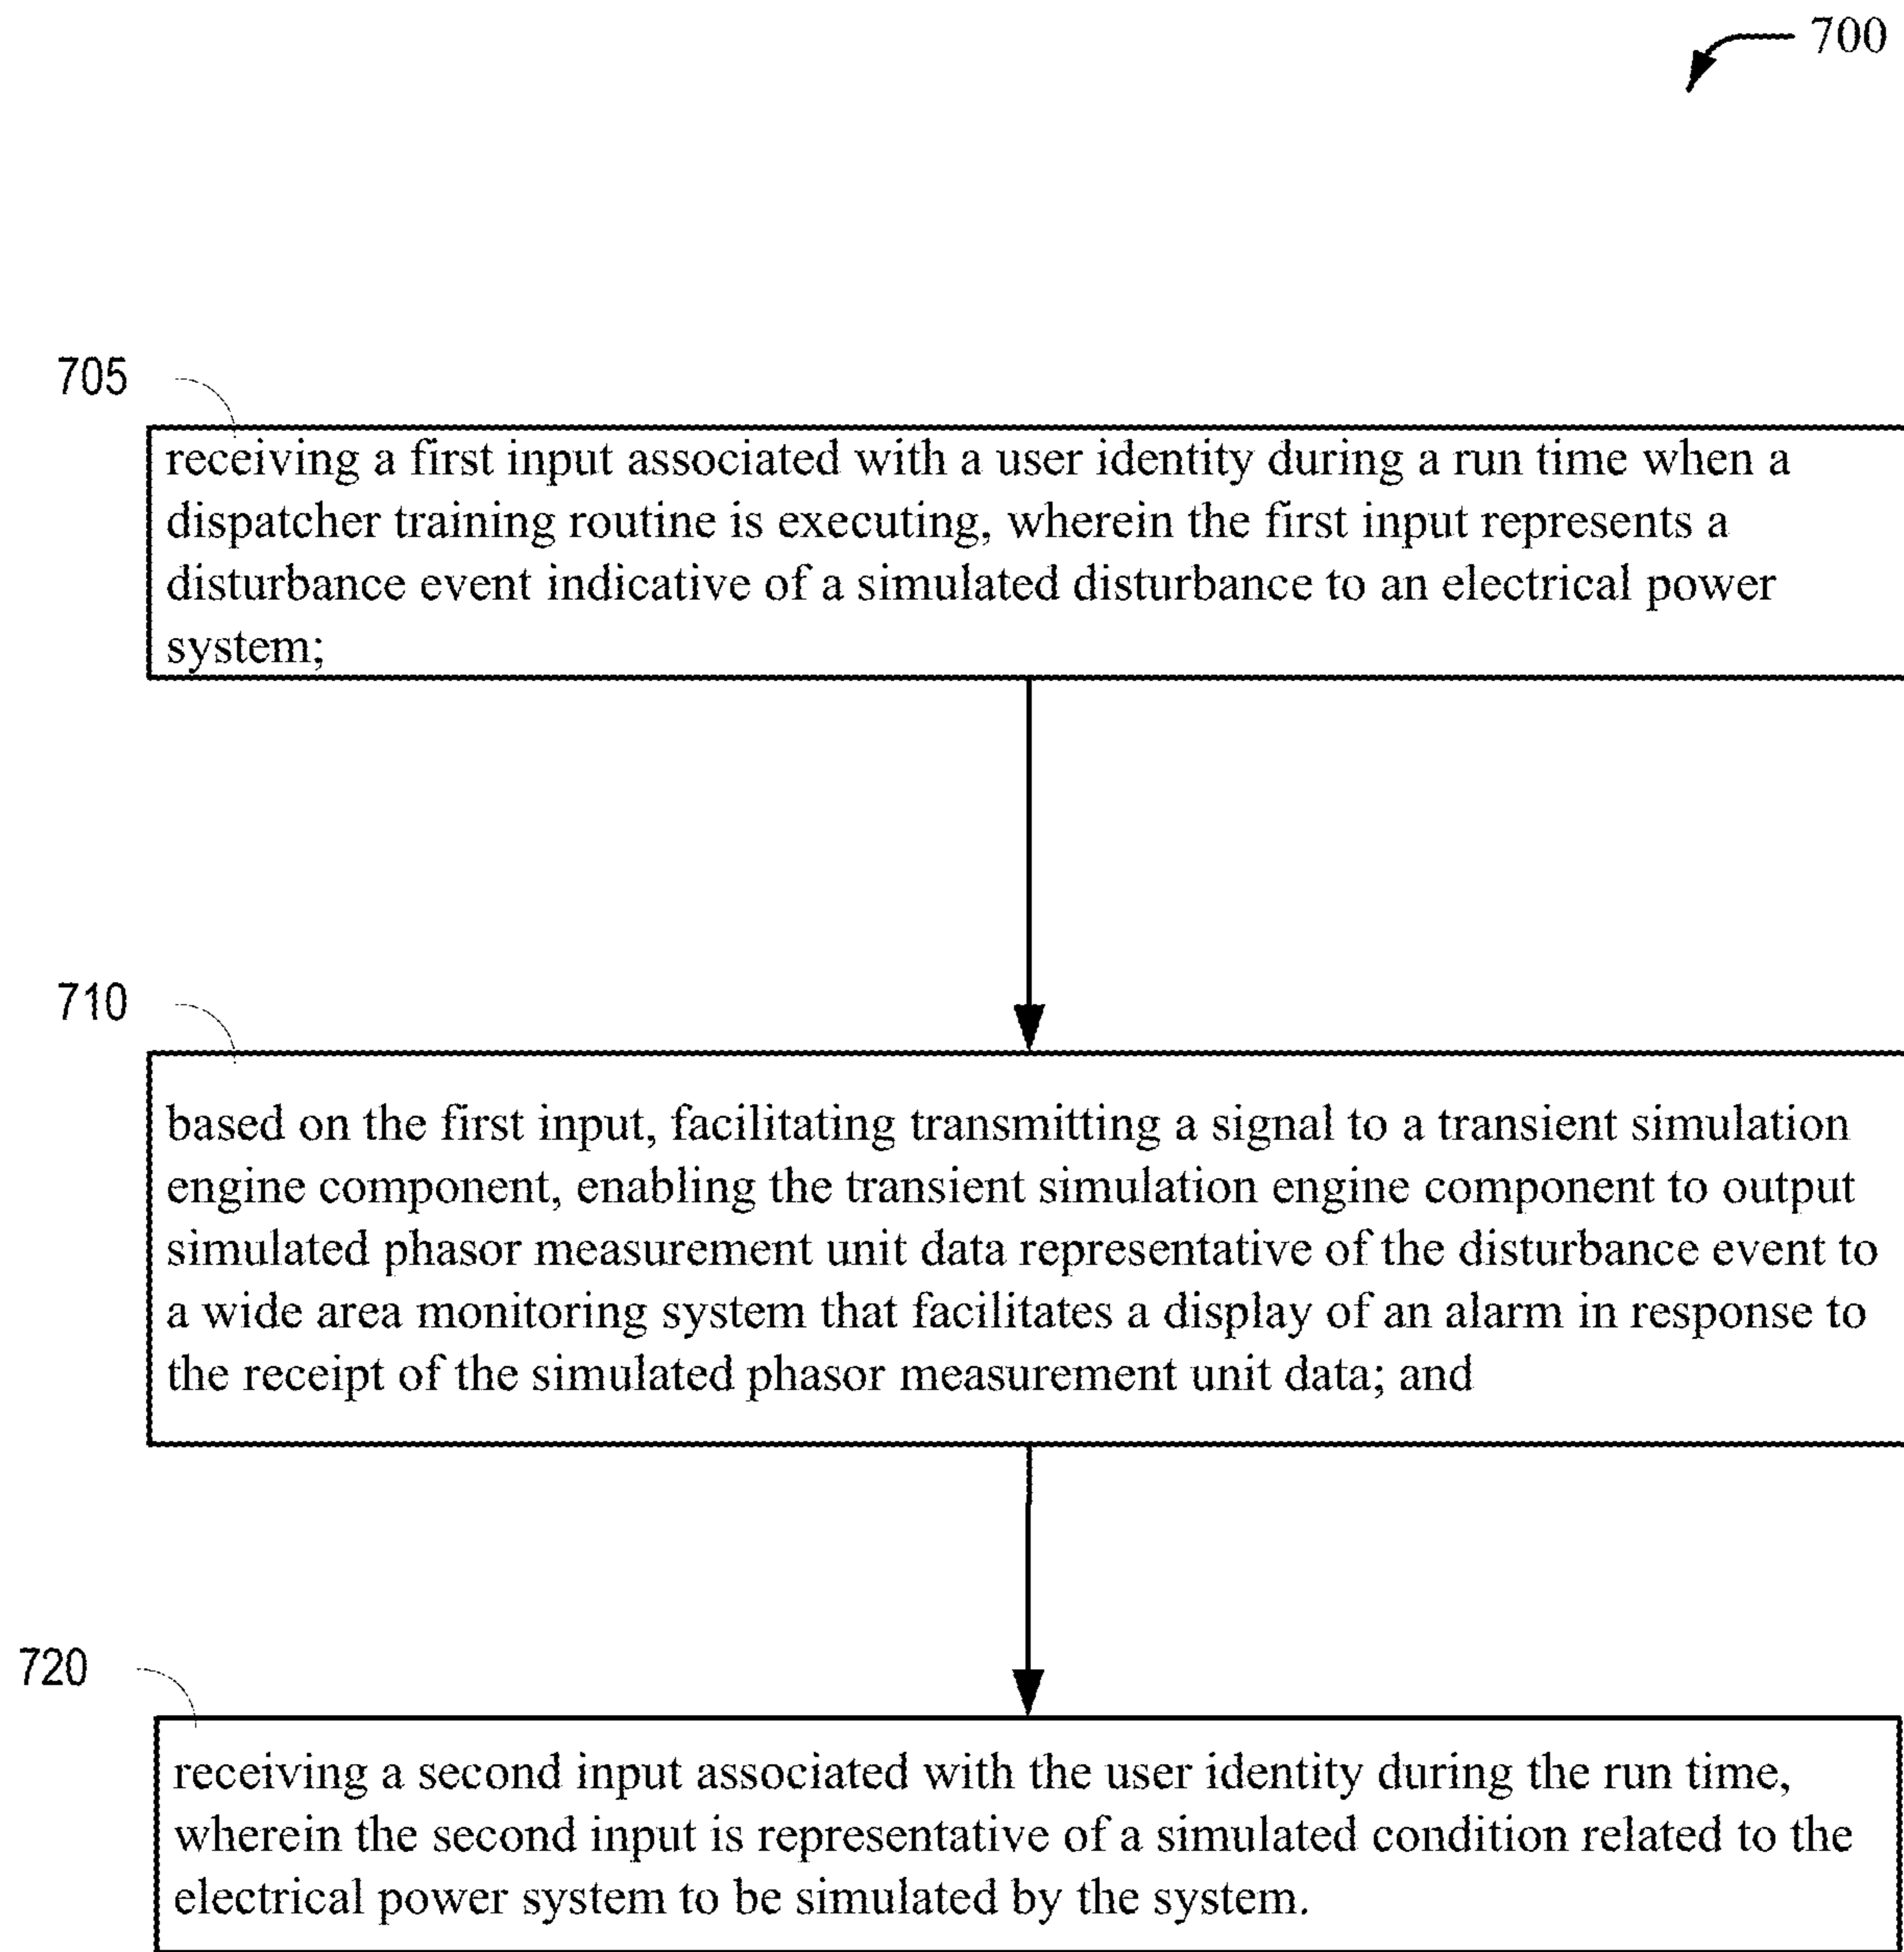 700
705
receiving a first input associated with a user identity during a run time when a
dispatcher training routine is executing, wherein the first input represents a
disturbance event indicative of a simulated disturbance to an electrical power
system;
710
based on the first input, facilitating transmitting a signal to a transient simulation
engine component, enabling the transient simulation engine component to output
simulated phasor measurement unit data representative of the disturbance event to
a wide area monitoring system that facilitates a display of an alarm in response to
the receipt of the simulated phasor measurement unit data; and
720
receiving a second input associated with the user identity during the run time,
wherein the second input is representative of a simulated condition related to the
electrical power system to be simulated by the system.